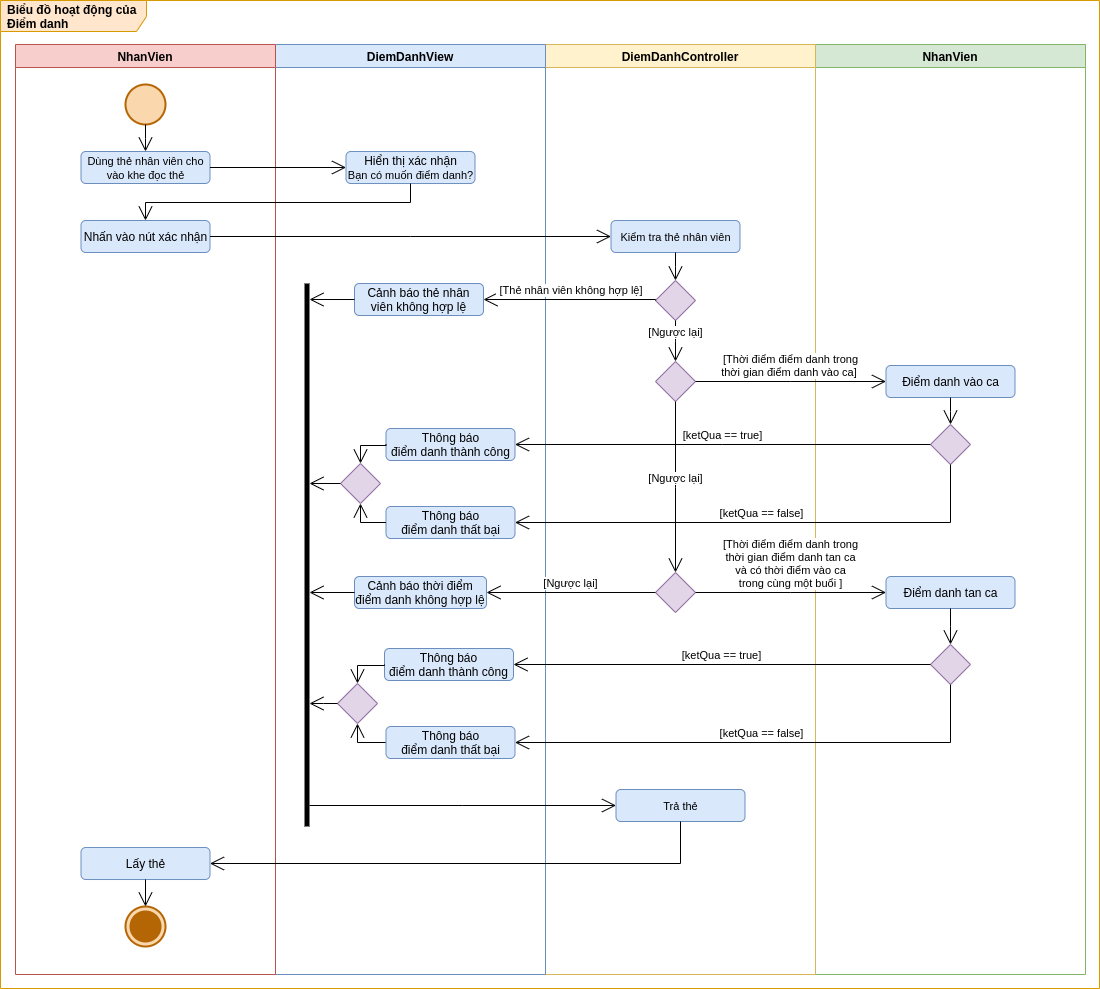 Biểu đồ hoạt động của
Điểm danh
NhanVien
DiemDanhView
DiemDanhController
NhanVien
Dùng thẻ nhân viên cho
vào khe đọc thẻ
Hiển thị xác nhận
Bạn có muốn điểm danh?
Nhấn vào nút xác nhận
Kiểm tra thẻ nhân viên
Cảnh báo thẻ nhân
viên không hợp lệ
[Thẻ nhân viên không hợp lệ]
[Ngược lại]
[Thời điểm điểm danh trong
thời gian điểm danh vào ca]
Điểm danh vào ca
Thông báo
điểm danh thành công
[ketQua == true]
[Ngược lại]
Thông báo
điểm danh thất bại
[ketQua == false]
[Thời điểm điểm danh trong
thời gian điểm danh tan ca
và có thời điểm vào ca
trong cùng một buổi ]
Cảnh báo thời điểm
điểm danh không hợp lệ
[Ngược lại]
Điểm danh tan ca
Thông báo
điểm danh thành công
[ketQua == true]
Thông báo
điểm danh thất bại
[ketQua == false]
Trả thẻ
Lấy thẻ